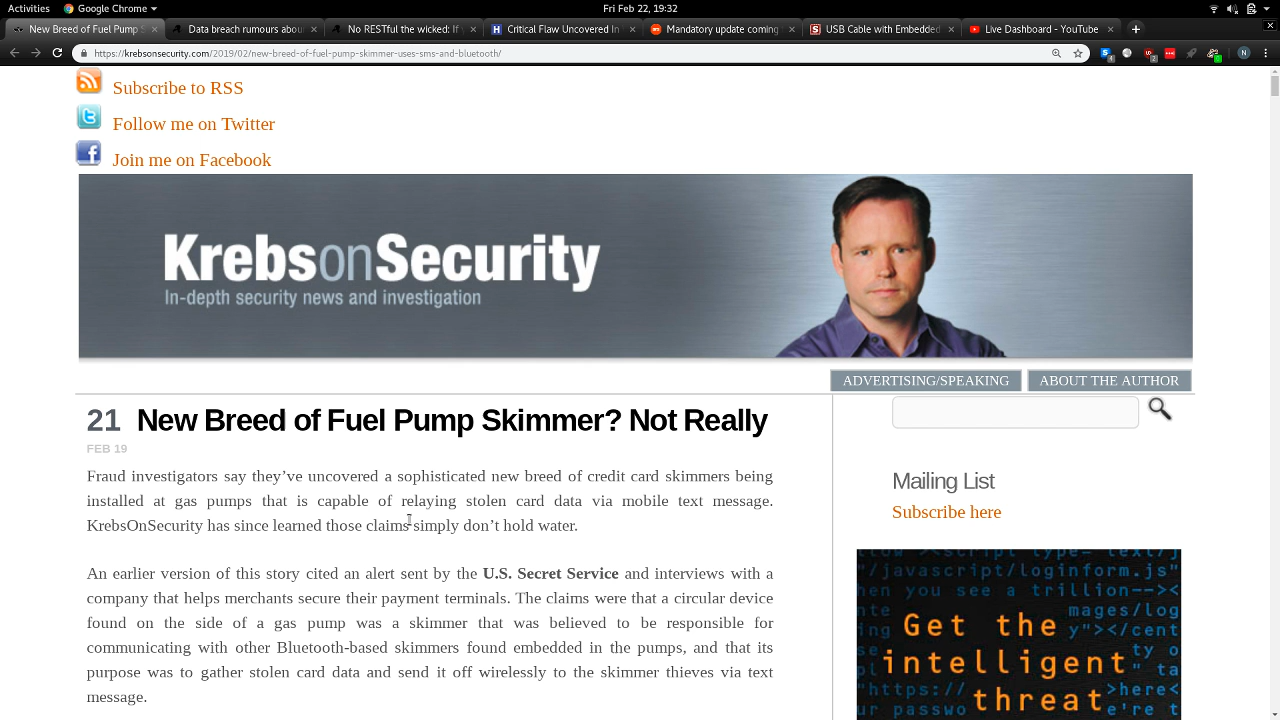 Activities Google Chrome Fri Feb 22, 19:32
New Breed of Fuel Pump S Data breach rumours abou No RESTful the wicked: If Critical Flaw Uncovered In Mandatory update coming USB Cable with Embedded Live Dashboard - YouTube
https://krebsonsecurity.com/2019/02/new-breed-of-fuel-pump-skimmer-uses-sms-and-bluetooth/
Subscribe to RSS
Follow me on Twitter
Join me on Facebook
KrebsonSecurity
In-depth security news and investigation
ADVERTISING/SPEAKING ABOUT THE AUTHOR
21 New Breed of Fuel Pump Skimmer? Not Really
FEB 19
Fraud investigators say they’ve uncovered a sophisticated new breed of credit card skimmers being
installed at gas pumps that is capable of relaying stolen card data via mobile text message.
KrebsOnSecurity has since learned those claims simply don’t hold water.
An earlier version of this story cited an alert sent by the U.S. Secret Service and interviews with a
company that helps merchants secure their payment terminals. The claims were that a circular device
found on the side of a gas pump was a skimmer that was believed to be responsible for
communicating with other Bluetooth-based skimmers found embedded in the pumps, and that its
purpose was to gather stolen card data and send it off wirelessly to the skimmer thieves via text
message.
Mailing List
Subscribe here
"/javascript/loginform.js"
hen you see a trillion--><
mages/log
Get the y"></cent
intelligent
"https:// >here<
threat
ur passwo e're t